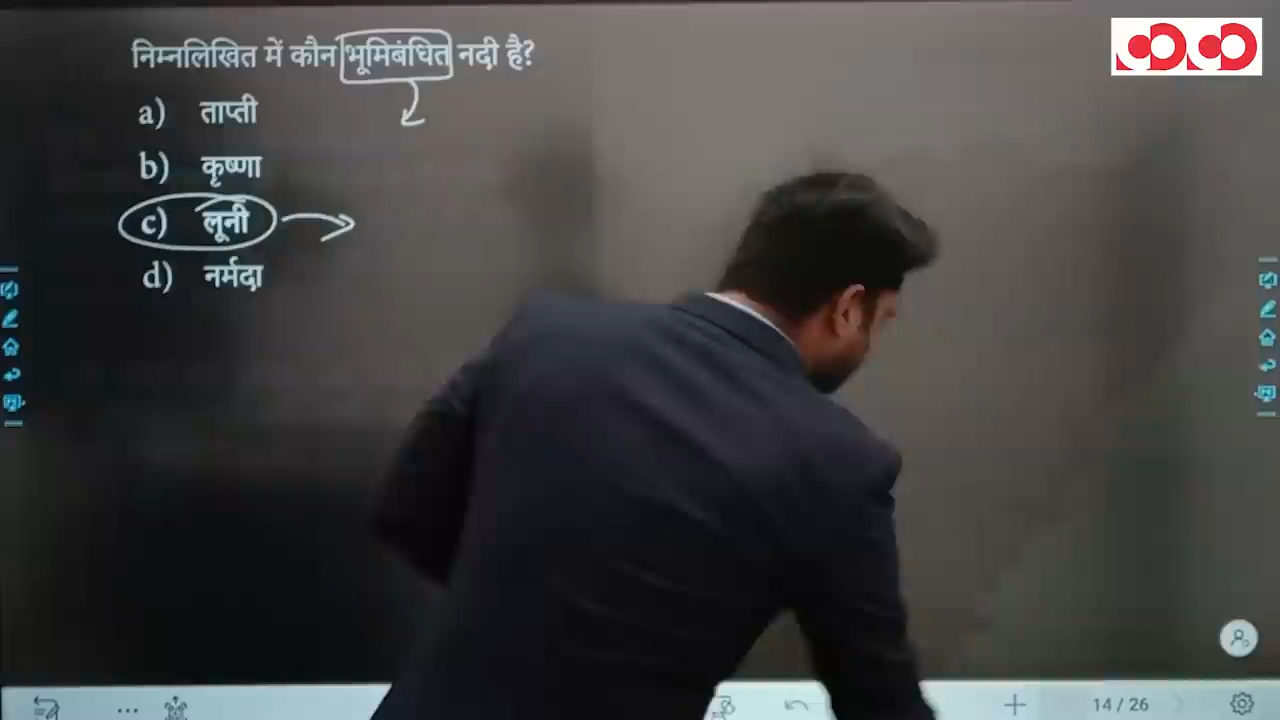 निम्नलिखित में कौन भूमिबंधित नदी है?
a) ताप्ती
b) कृष्णा
c) लूनी
d) नर्मदा
14 / 26